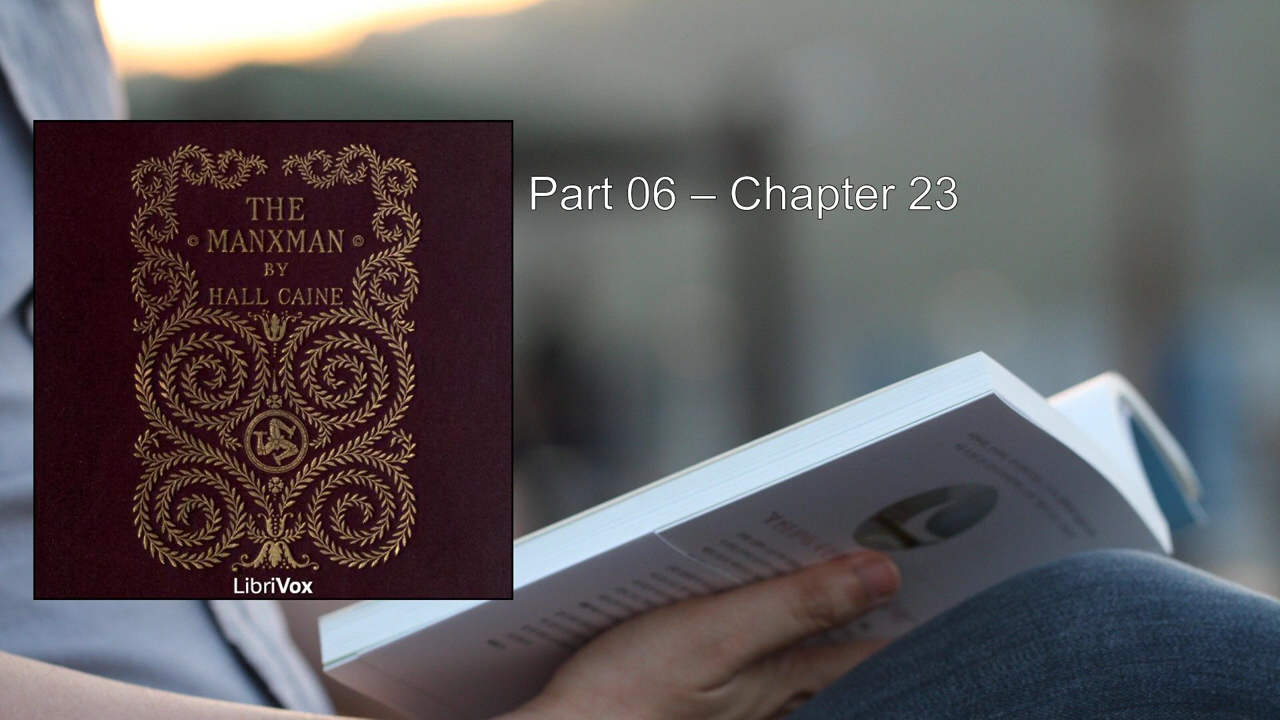 THE
MANXMAN
BY
HALL CAINE
LibriVox
Part 06 – Chapter 23